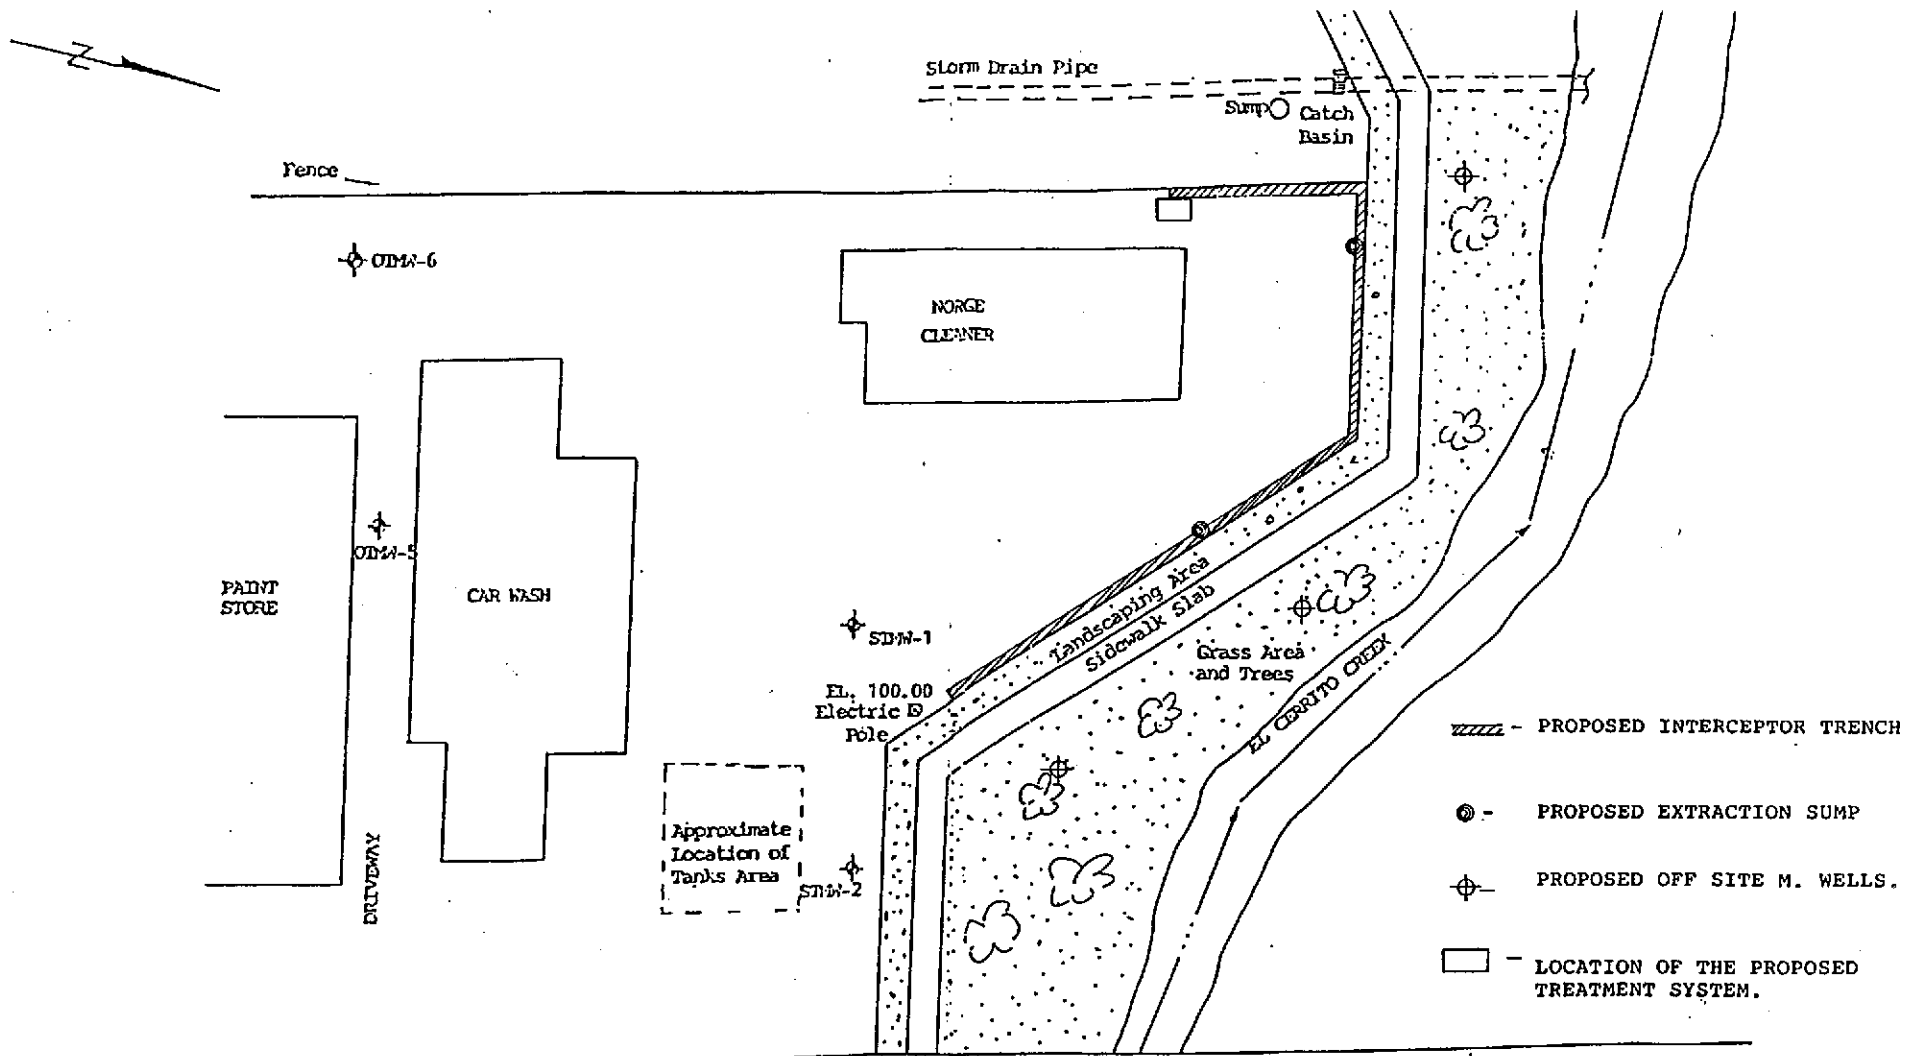 N
Storm Drain Pipe
Sump
Catch
Basin
Fence
OTMW-6
NORGE
CLEANER
OTMW-5
PAINT
STORE
CAR WASH
STMW-1
Landscaping Area
Sidewalk Slab
Grass Area
and Trees
EL. 100.00
Electric
Pole
EL CERRITO CREEK
Approximate
Location of
Tanks Area
STMW-2
DRIVEWAY
- PROPOSED INTERCEPTOR TRENCH
- PROPOSED EXTRACTION SUMP
PROPOSED OFF SITE M. WELLS.
- LOCATION OF THE PROPOSED
TREATMENT SYSTEM.